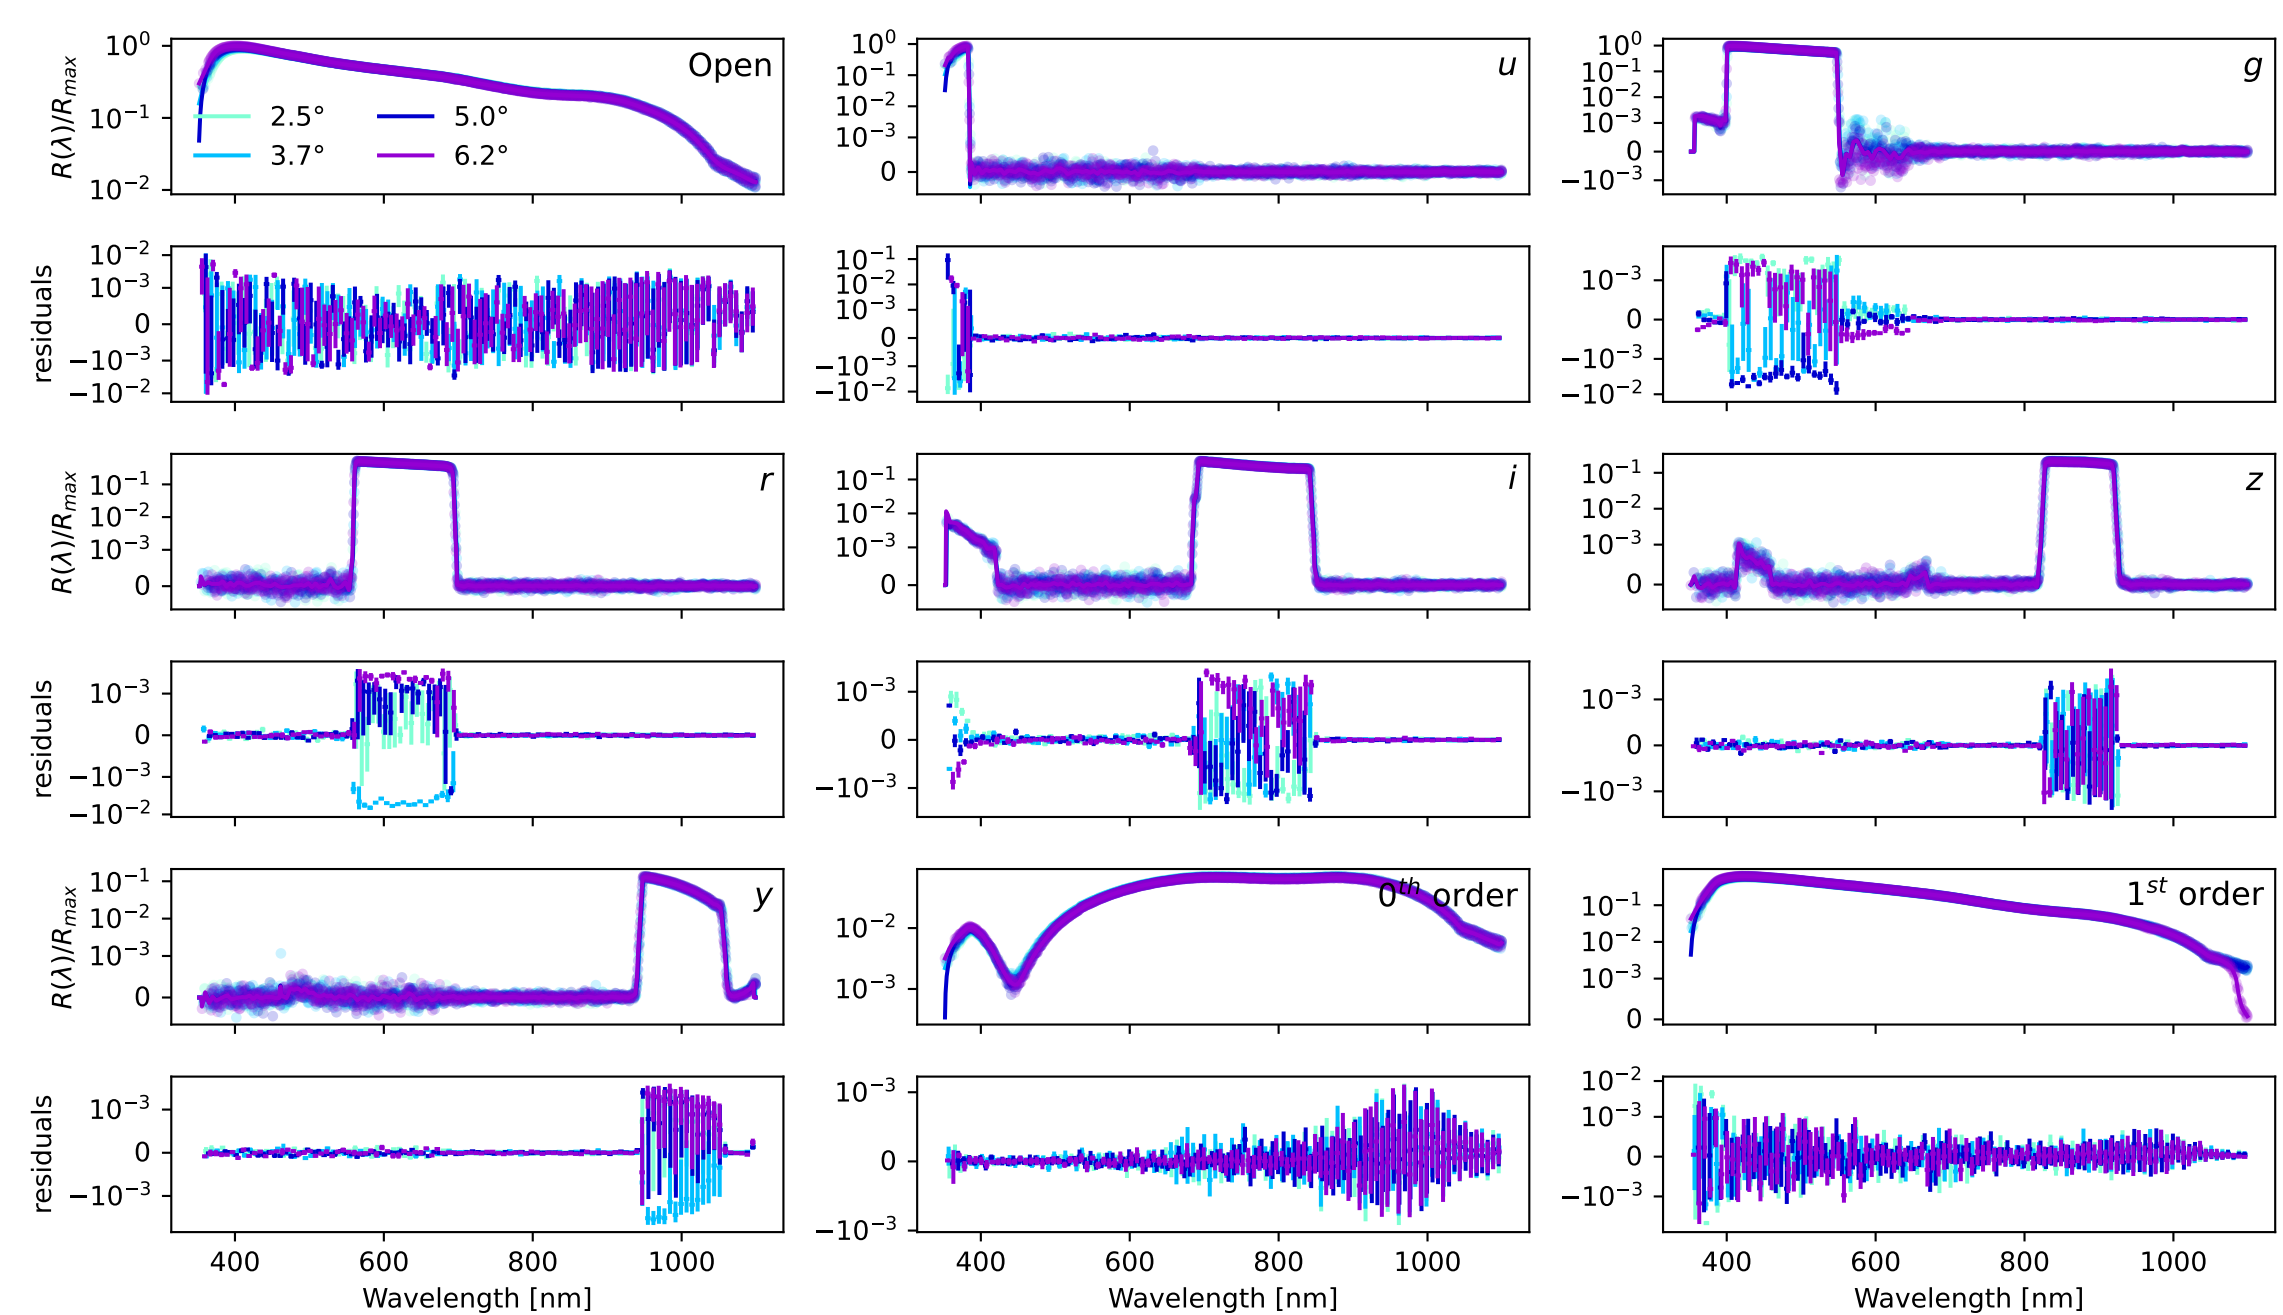 R(λ)/R_max 10^0 10^−1 10^−2 Open
2.5° 5.0°
3.7° 6.2°
10^0 10^−1 10^−2 10^−3 0 u
10^0 10^−1 10^−2 10^−3 0 −10^−3 g
residuals 10^−2 10^−3 0 −10^−3 −10^−2
10^−1 10^−2 10^−3 0 −10^−3 −10^−2
10^−3 0 −10^−3 −10^−2
R(λ)/R_max 10^−1 10^−2 10^−3 0 r
10^−1 10^−2 10^−3 0 i
10^−1 10^−2 10^−3 0 z
residuals 10^−3 0 −10^−3 −10^−2
10^−3 0 −10^−3
10^−3 0 −10^−3
R(λ)/R_max 10^−1 10^−2 10^−3 0 y
10^−2 10^−3 0^th order
10^−1 10^−2 10^−3 0 1^st order
residuals 10^−3 0 −10^−3
10^−3 0 −10^−3
10^−2 10^−3 0 −10^−3
400 600 800 1000 400 600 800 1000 400 600 800 1000
Wavelength [nm] Wavelength [nm] Wavelength [nm]